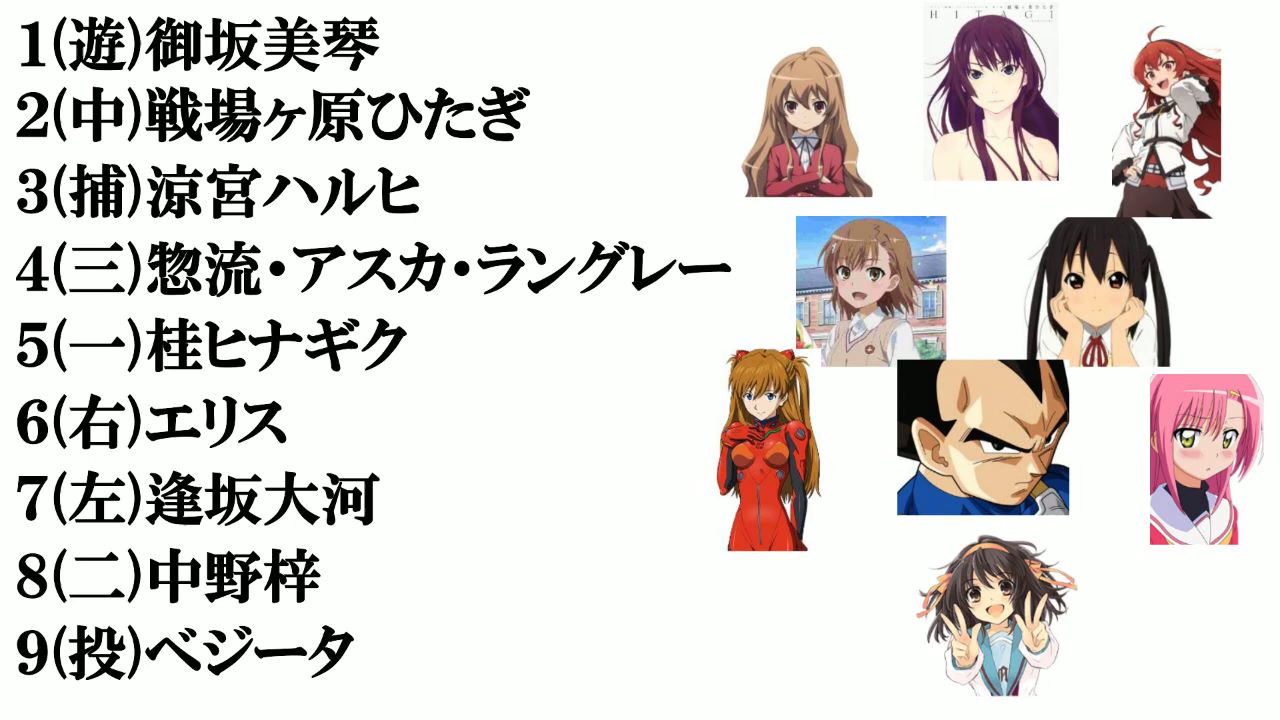 1(遊)御坂美琴
2(中)戦場ヶ原ひたぎ
3(捕)涼宮ハルヒ
4(三)惣流・アスカ・ラングレー
5(一)桂ヒナギク
6(右)エリス
7(左)逢坂大河
8(二)中野梓
9(投)ベジータ
HITAGI